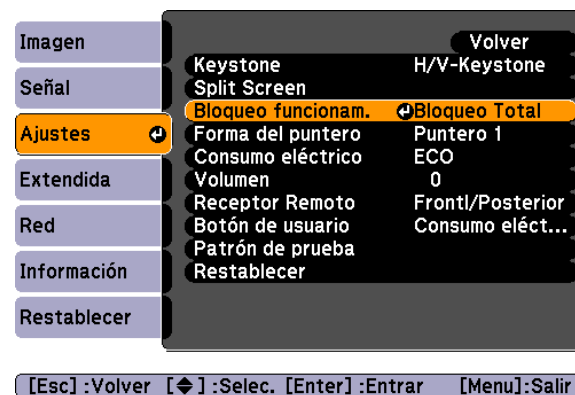 Imagen
Señal
Ajustes
Extendida
Red
Información
Restablecer
Volver
Keystone H/V-Keystone
Split Screen
Bloqueo funcionam. Bloqueo Total
Forma del puntero Puntero 1
Consumo eléctrico ECO
Volumen 0
Receptor Remoto Frontl/Posterior
Botón de usuario Consumo eléct...
Patrón de prueba
Restablecer
[Esc] :Volver [◆] :Selec. [Enter] :Entrar [Menu]:Salir